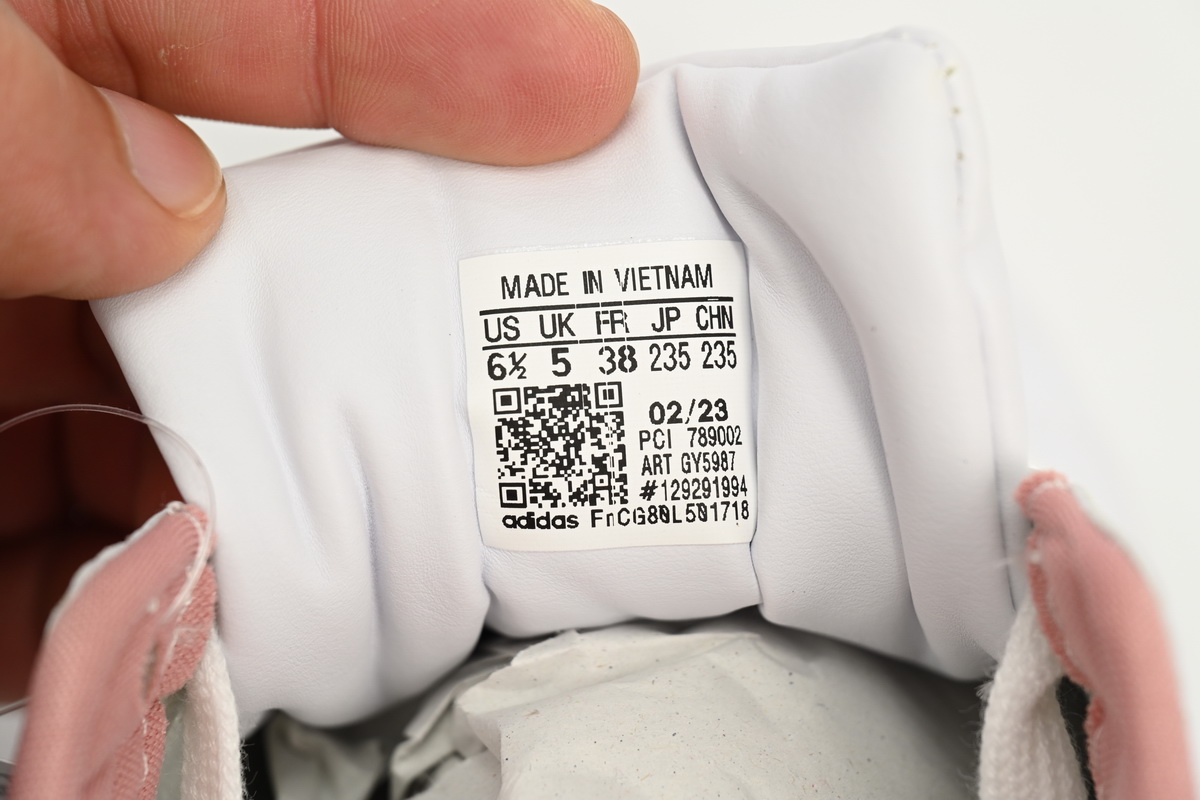 MADE IN VIETNAM
US UK FR JP CHN
6½ 5 38 235 235
02/23
PCI 789002
ART GY5987
#129291994
adidas FnCG80L501718